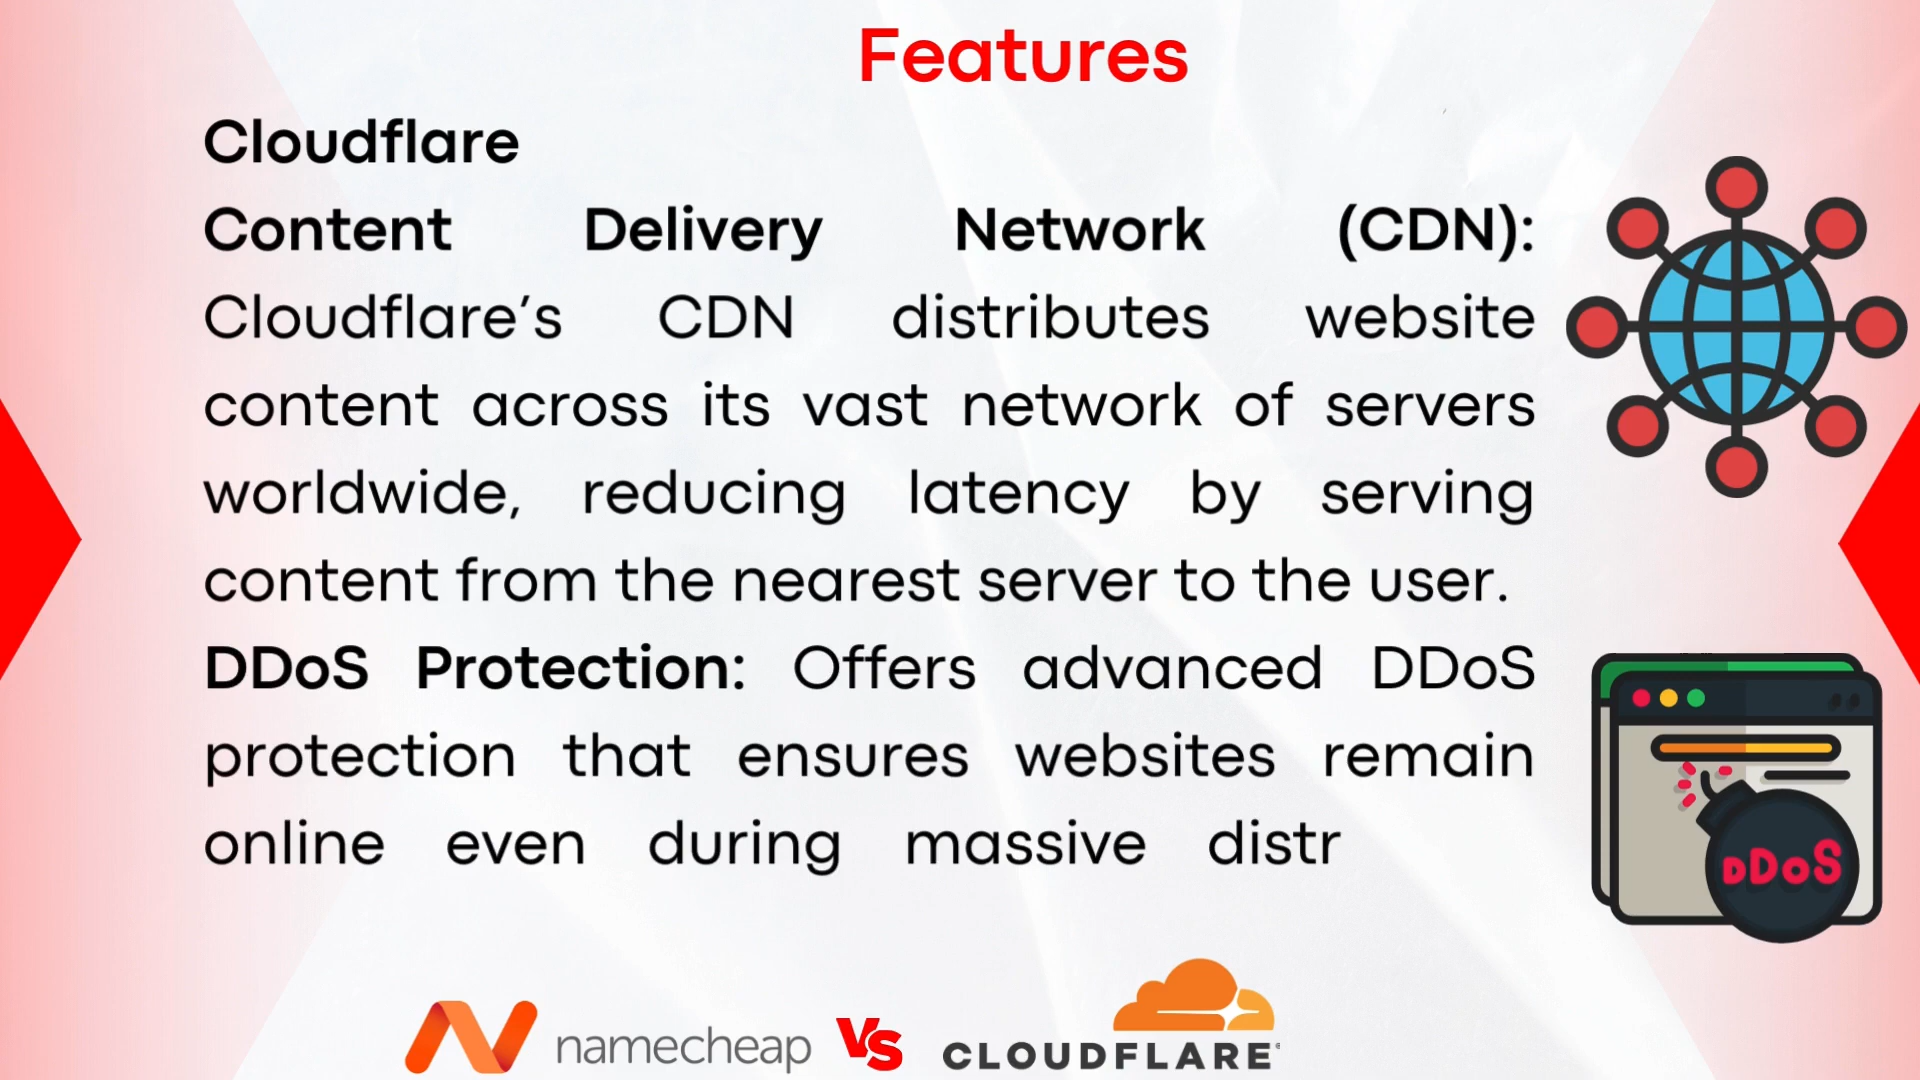 Features
Cloudflare
Content Delivery Network (CDN):
Cloudflare’s CDN distributes website
content across its vast network of servers
worldwide, reducing latency by serving
content from the nearest server to the user.
DDoS Protection: Offers advanced DDoS
protection that ensures websites remain
online even during massive distr
DDoS
namecheap VS CLOUDFLARE